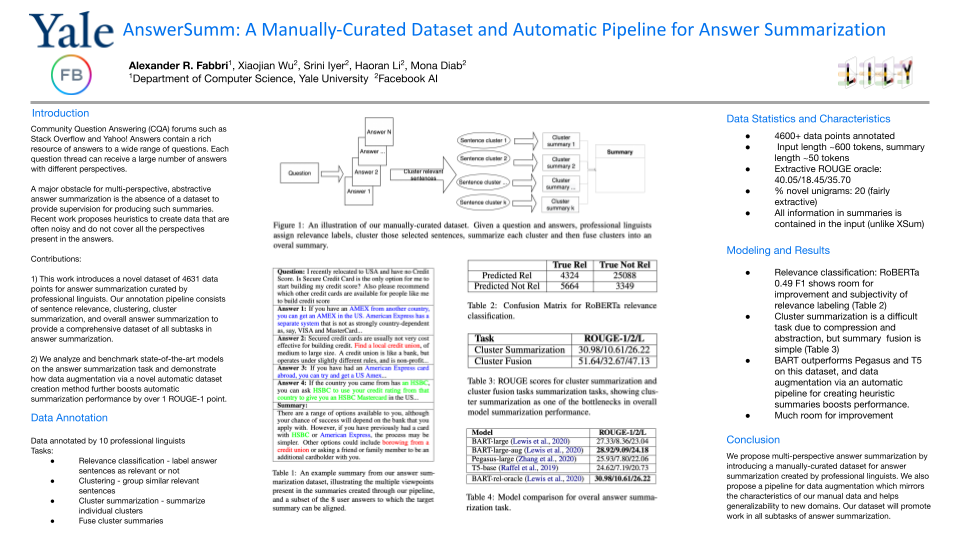 Yale
AnswerSumm: A Manually-Curated Dataset and Automatic Pipeline for Answer Summarization
FB
Alexander R. Fabbri1, Xiaojian Wu2, Srini Iyer2, Haoran Li2, Mona Diab2
1Department of Computer Science, Yale University 2Facebook AI
LILY
Introduction
Community Question Answering (CQA) forums such as
Stack Overflow and Yahoo! Answers contain a rich
resource of answers to a wide range of questions. Each
question thread can receive a large number of answers
with different perspectives.
A major obstacle for multi-perspective, abstractive
answer summarization is the absence of a dataset to
provide supervision for producing such summaries.
Recent work proposes heuristics to create data that are
often noisy and do not cover all the perspectives
present in the answers.
Contributions:
1) This work introduces a novel dataset of 4631 data
points for answer summarization curated by
professional linguists. Our annotation pipeline consists
of sentence relevance, clustering, cluster
summarization, and overall answer summarization to
provide a comprehensive dataset of all subtasks in
answer summarization.
2) We analyze and benchmark state-of-the-art models
on the answer summarization task and demonstrate
how data augmentation via a novel automatic dataset
creation method further boosts automatic
summarization performance by over 1 ROUGE-1 point.
Data Annotation
Data annotated by 10 professional linguists
Tasks:
● Relevance classification - label answer
sentences as relevant or not
● Clustering - group similar relevant
sentences
● Cluster summarization - summarize
individual clusters
● Fuse cluster summaries
Question
Answer N
Answer ...
Answer 2
Answer 1
Cluster relevant
sentences
Sentence cluster 1
Sentence cluster 2
Sentence cluster ...
Sentence cluster k
Cluster
summary 1
Cluster
summary 2
Cluster
summary ...
Cluster
summary k
Summary
Figure 1: An illustration of our manually-curated dataset. Given a question and answers, professional linguists
assign relevance labels, cluster those selected sentences, summarize each cluster and then fuse clusters into an
overall summary.
Question: I recently relocated to USA and have no Credit
Score. Is Secure Credit Card is the only option for me to
start building my credit score? Also please recommend
which other credit cards are available for people like me
to build credit score
Answer 1: If you have an AMEX from another country,
you can get an AMEX in the US. American Express has a
separate system that is not as strongly country-dependent
as, say, VISA and MasterCard...
Answer 2: Secured credit cards are usually not very cost
effective for building credit. Find a local credit union, of
medium to large size. A credit union is like a bank, but
operates under slightly different rules, and is non-profit..
Answer 3: If you have had an American Express card
abroad, you can try and get a US Amex...
Answer 4: If the country you came from has an HSBC,
you can ask HSBC to use your credit rating from that
country to give you an HSBC Mastercard in the US...
Summary:
There are a range of options available to you, although
your chance of success will depend on the bank that you
apply with. However, if you have previously had a card
with HSBC or American Express, the process may be
simpler. Other options could include borrowing from a
credit union or asking a friend or family member to be an
additional cardholder with you.
Table 1: An example summary from our answer sum-
marization dataset, illustrating the multiple viewpoints
present in the summaries created through our pipeline,
and a subset of the 8 user answers to which the target
summary can be aligned.
True Rel True Not Rel
Predicted Rel 4324 25088
Predicted Not Rel 5664 3349
Table 2: Confusion Matrix for RoBERTa relevance
classification.
Task ROUGE-1/2/L
Cluster Summarization 30.98/10.61/26.22
Cluster Fusion 51.64/32.67/47.13
Table 3: ROUGE scores for cluster summarization and
cluster fusion tasks summarization tasks, showing clus-
ter summarization as one of the bottlenecks in overall
model summarization performance.
Model ROUGE-1/2/L
BART-large (Lewis et al., 2020) 27.33/8.36/23.04
BART-large-aug (Lewis et al., 2020) 28.92/9.09/24.18
Pegasus-large (Zhang et al., 2020) 25.93/7.80/22.06
T5-base (Raffel et al., 2019) 24.62/7.19/20.73
BART-rel-oracle (Lewis et al., 2020) 30.98/10.61/26.22
Table 4: Model comparison for overall answer summa-
rization task.
Data Statistics and Characteristics
● 4600+ data points annotated
● Input length ~600 tokens, summary
length ~50 tokens
● Extractive ROUGE oracle:
40.05/18.45/35.70
● % novel unigrams: 20 (fairly
extractive)
● All information in summaries is
contained in the input (unlike XSum)
Modeling and Results
● Relevance classification: RoBERTa
0.49 F1 shows room for
improvement and subjectivity of
relevance labeling (Table 2)
● Cluster summarization is a difficult
task due to compression and
abstraction, but summary fusion is
simple (Table 3)
● BART outperforms Pegasus and T5
on this dataset, and data
augmentation via an automatic
pipeline for creating heuristic
summaries boosts performance.
● Much room for improvement
Conclusion
We propose multi-perspective answer summarization by
introducing a manually-curated dataset for answer
summarization created by professional linguists. We also
propose a pipeline for data augmentation which mirrors
the characteristics of our manual data and helps
generalizability to new domains. Our dataset will promote
work in all subtasks of answer summarization.